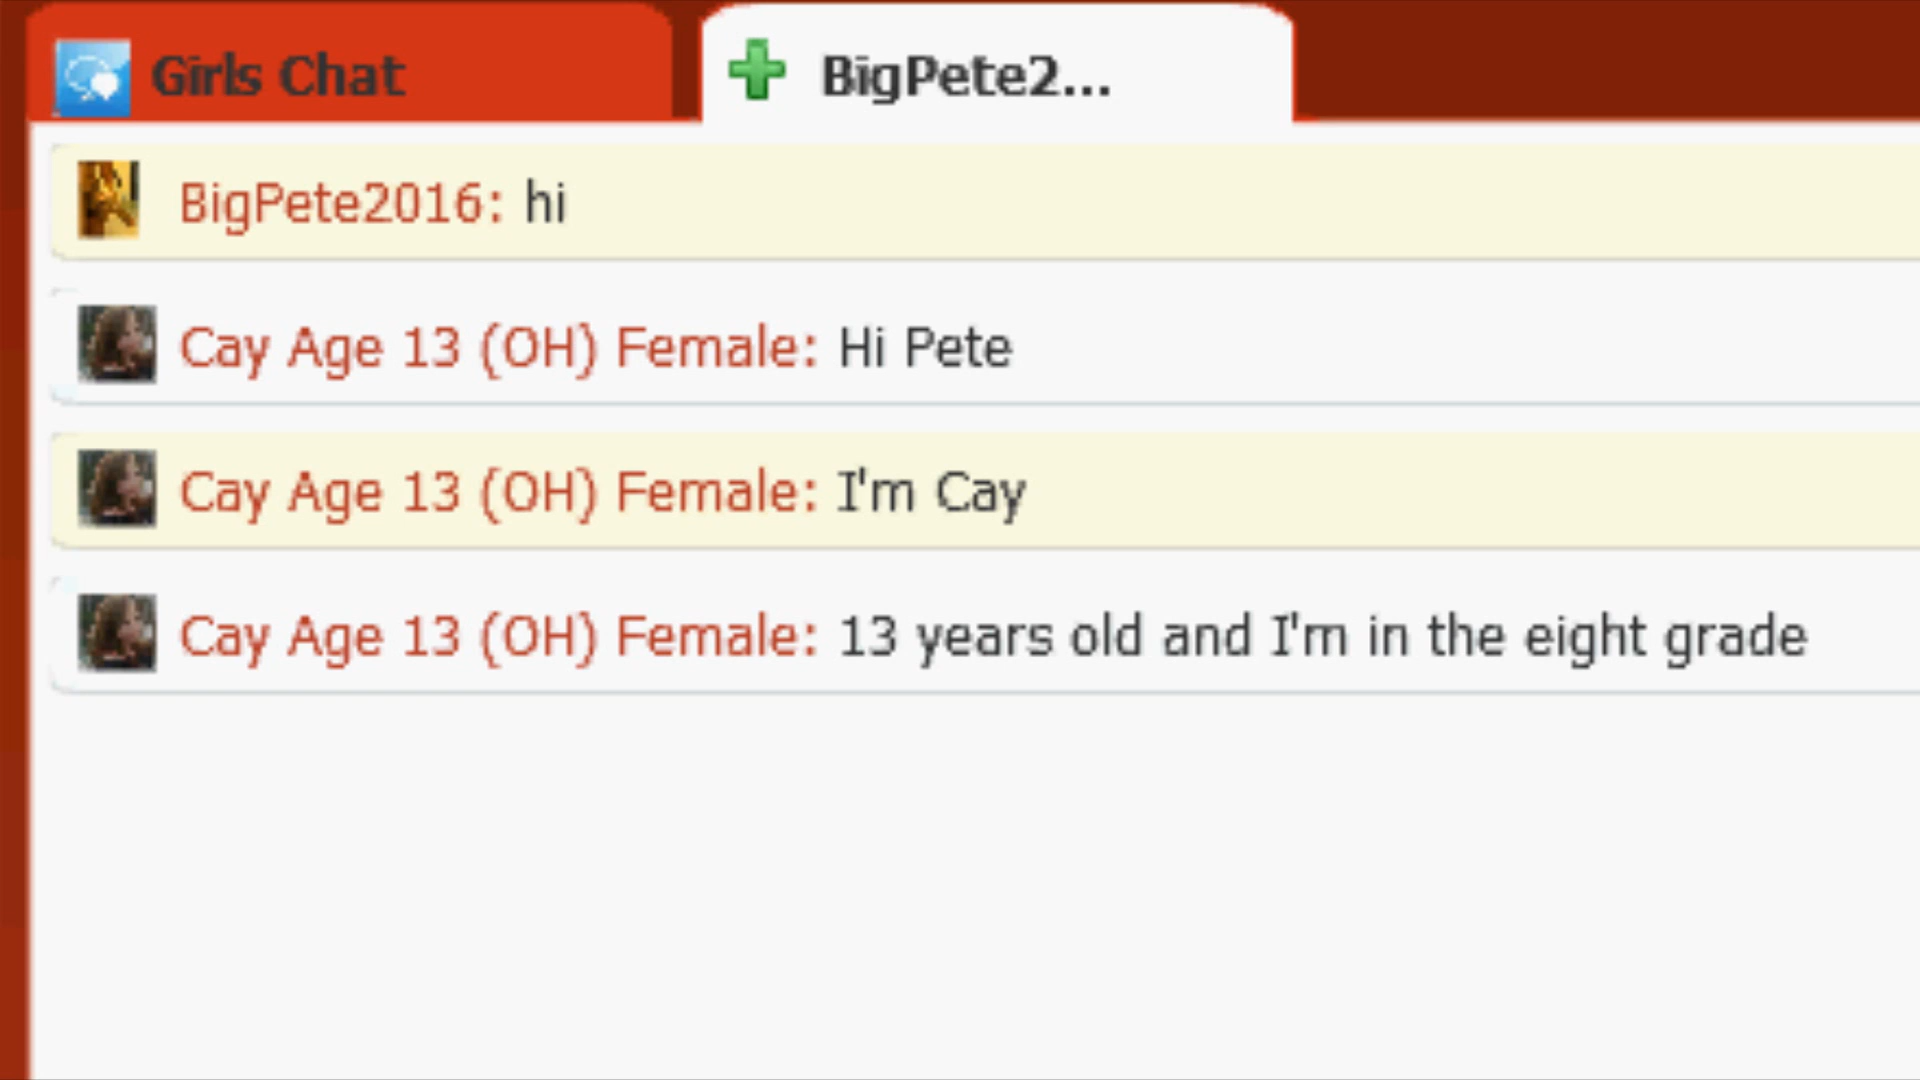 Girls Chat
BigPete2...
BigPete2016: hi
Cay Age 13 (OH) Female: Hi Pete
Cay Age 13 (OH) Female: I'm Cay
Cay Age 13 (OH) Female: 13 years old and I'm in the eight grade